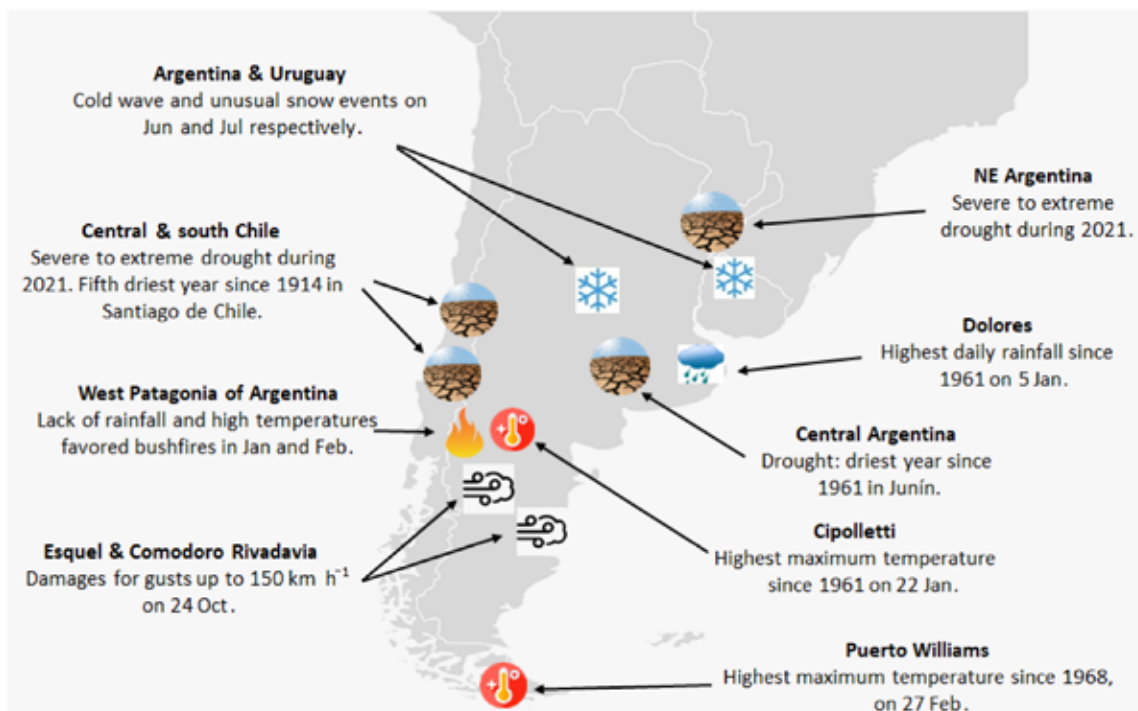 Argentina & Uruguay
Cold wave and unusual snow events on
Jun and Jul respectively.
NE Argentina
Severe to extreme
drought during 2021.
Central & south Chile
Severe to extreme drought during
2021. Fifth driest year since 1914 in
Santiago de Chile.
Dolores
Highest daily rainfall since
1961 on 5 Jan.
West Patagonia of Argentina
Lack of rainfall and high temperatures
favored bushfires in Jan and Feb.
Central Argentina
Drought: driest year since
1961 in Junín.
Cipolletti
Highest maximum temperature
since 1961 on 22 Jan.
Esquel & Comodoro Rivadavia
Damages for gusts up to 150 km h⁻¹
on 24 Oct.
Puerto Williams
Highest maximum temperature since 1968,
on 27 Feb.